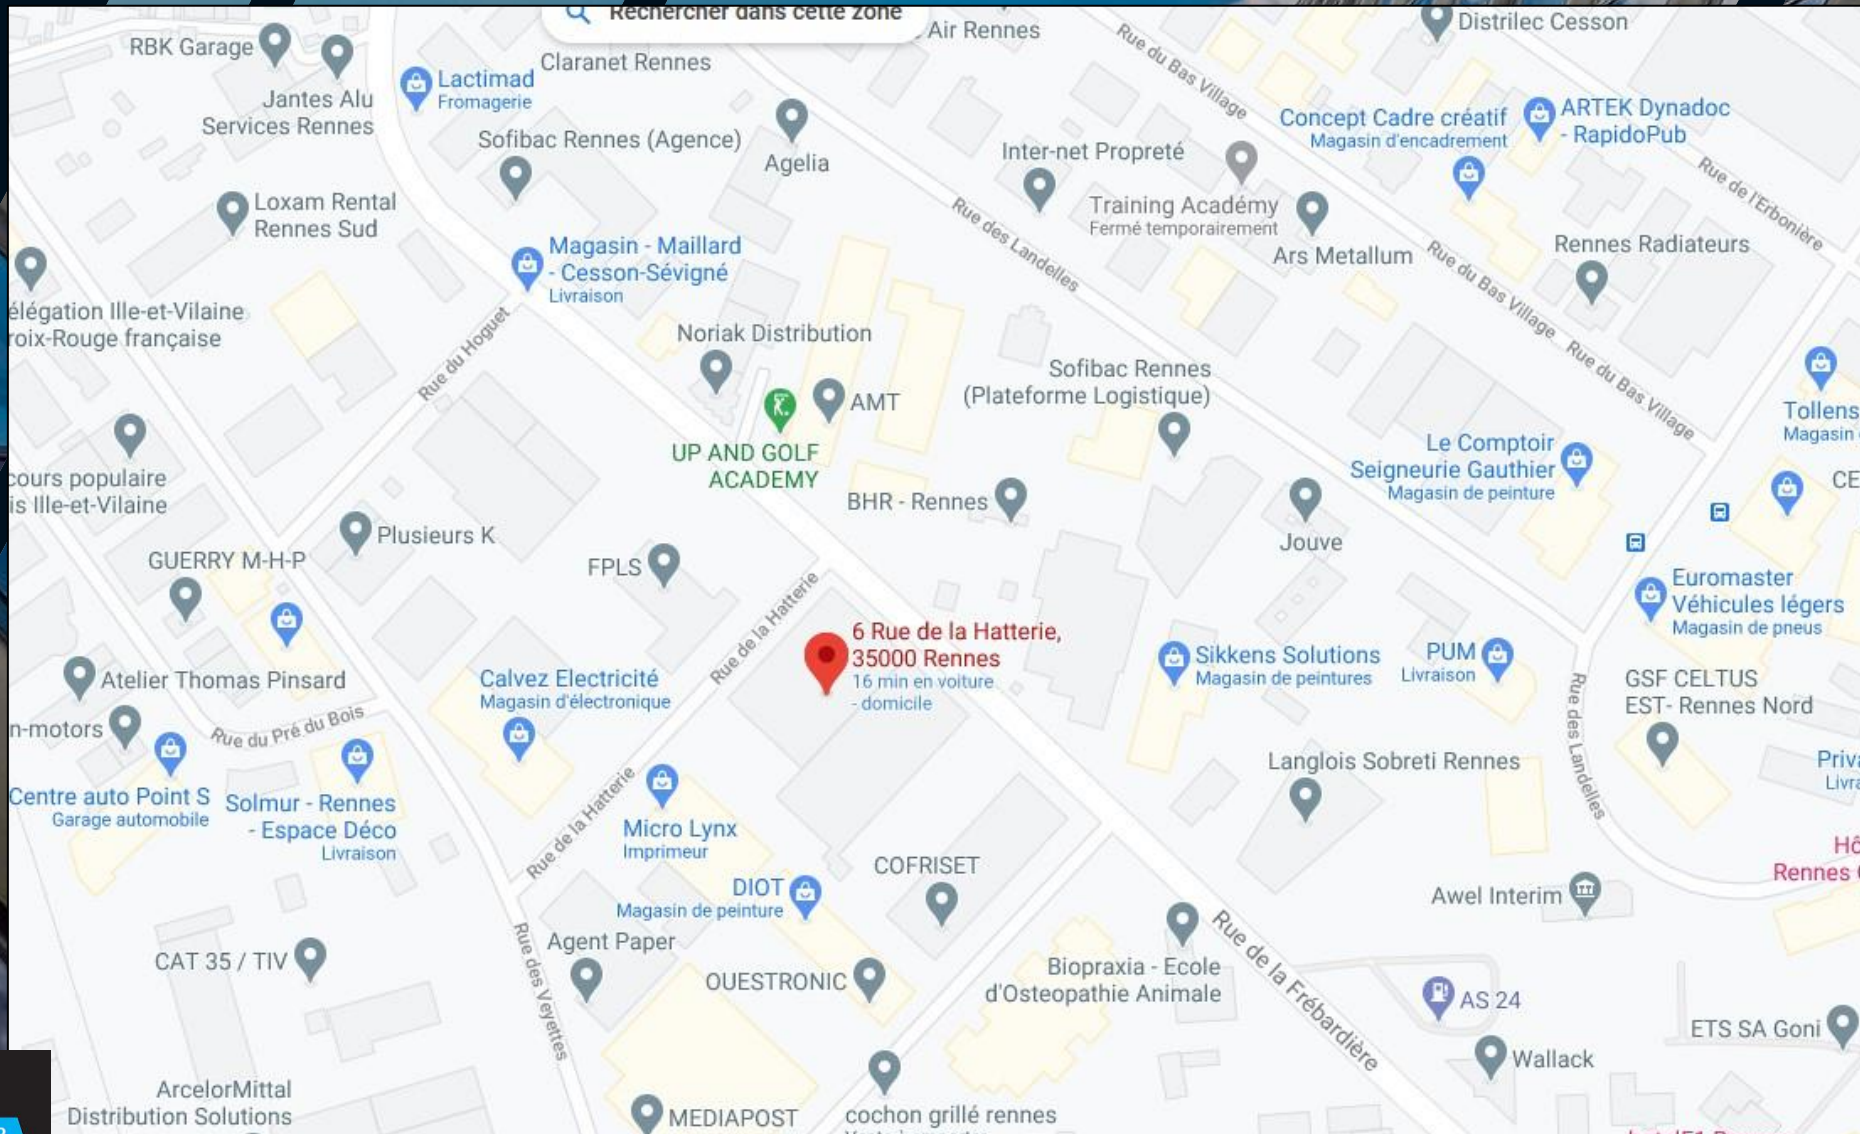 Rechercher dans cette zone
Air Rennes
Distrilec Cesson
RBK Garage
Claranet Rennes
Rue du Bas Village
Lactimad
Fromagerie
Jantes Alu
Services Rennes
Sofibac Rennes (Agence)
Agelia
Inter-net Propreté
Concept Cadre créatif
Magasin d'encadrement
ARTEK Dynadoc
- RapidoPub
Rue de l'Erbonière
Loxam Rental
Rennes Sud
Training Académy
Fermé temporairement
Rue des Landelles
Ars Metallum
Rue du Bas Village
Rennes Radiateurs
Magasin - Maillard
- Cesson-Sévigné
Livraison
élégation Ille-et-Vilaine
roix-Rouge française
Rue du Hoguet
Noriak Distribution
Rue du Bas Village
Sofibac Rennes
(Plateforme Logistique)
AMT
Tollens
Magasin
UP AND GOLF
ACADEMY
Le Comptoir
Seigneurie Gauthier
Magasin de peinture
cours populaire
is Ille-et-Vilaine
BHR - Rennes
CE
Plusieurs K
Jouve
GUERRY M-H-P
FPLS
Rue de la Hatterie
Euromaster
Véhicules légers
Magasin de pneus
6 Rue de la Hatterie,
35000 Rennes
16 min en voiture
- domicile
Sikkens Solutions
Magasin de peintures
PUM
Livraison
Atelier Thomas Pinsard
Calvez Electricité
Magasin d'électronique
GSF CELTUS
EST- Rennes Nord
Rue des Landelles
n-motors
Rue du Pré du Bois
Langlois Sobreti Rennes
Priv
Livra
Centre auto Point S
Garage automobile
Solmur - Rennes
- Espace Déco
Livraison
Rue de la Hatterie
Micro Lynx
Imprimeur
COFRISET
Hô
Rennes
DIOT
Magasin de peinture
Awel Interim
Agent Paper
Rue de la Frébardière
CAT 35 / TIV
Rue des Veyettes
OUESTRONIC
Biopraxia - Ecole
d'Osteopathie Animale
AS 24
ETS SA Goni
Wallack
ArcelorMittal
Distribution Solutions
MEDIAPOST
cochon grillé rennes